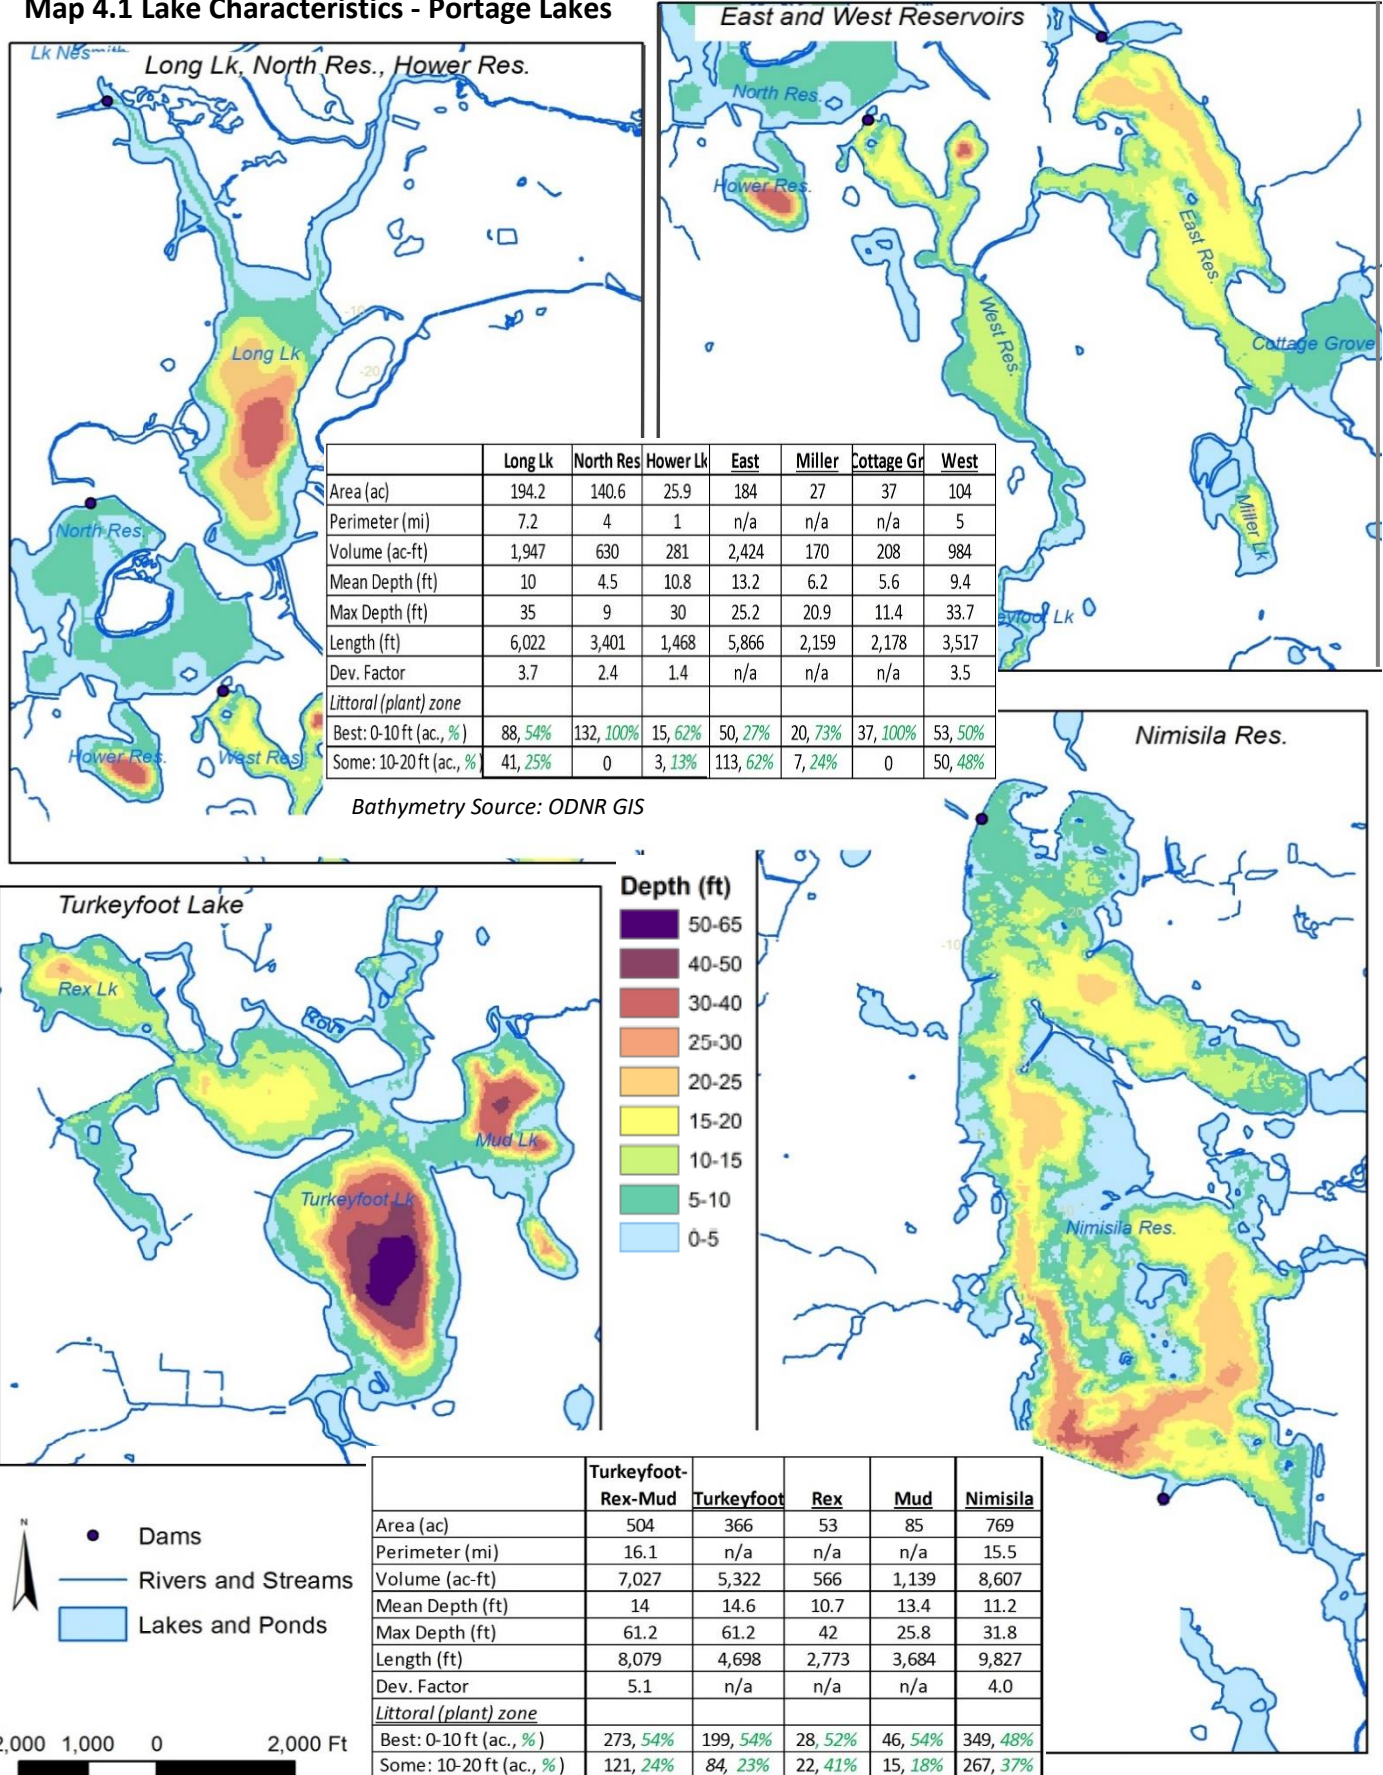 Map 4.1 Lake Characteristics - Portage Lakes
East and West Reservoirs
Long Lk, North Res., Hower Res.
North Res.
Hower Res.
East Res.
West Res.
Cottage Grove
Miller Lk
-10
Long Lk
-20
North Res.
Hower Res.
West Res
Long Lk North Res Hower Lk East Miller Cottage Gr West
Area (ac) 194.2 140.6 25.9 184 27 37 104
Perimeter (mi) 7.2 4 1 n/a n/a n/a 5
Volume (ac-ft) 1,947 630 281 2,424 170 208 984
Mean Depth (ft) 10 4.5 10.8 13.2 6.2 5.6 9.4
Max Depth (ft) 35 9 30 25.2 20.9 11.4 33.7
Length (ft) 6,022 3,401 1,468 5,866 2,159 2,178 3,517
Dev. Factor 3.7 2.4 1.4 n/a n/a n/a 3.5
Littoral (plant) zone
Best: 0-10 ft (ac., %) 88, 54% 132, 100% 15, 62% 50, 27% 20, 73% 37, 100% 53, 50%
Some: 10-20 ft (ac., %) 41, 25% 0 3, 13% 113, 62% 7, 24% 0 50, 48%
Bathymetry Source: ODNR GIS
Nimisila Res.
-20
-10
Nimisila Res.
Turkeyfoot Lake
Rex Lk
Mud Lk
Turkeyfoot Lk
Depth (ft)
50-65
40-50
30-40
25-30
20-25
15-20
10-15
5-10
0-5
Turkeyfoot-
Rex-Mud Turkeyfoot Rex Mud Nimisila
Area (ac) 504 366 53 85 769
Perimeter (mi) 16.1 n/a n/a n/a 15.5
Volume (ac-ft) 7,027 5,322 566 1,139 8,607
Mean Depth (ft) 14 14.6 10.7 13.4 11.2
Max Depth (ft) 61.2 61.2 42 25.8 31.8
Length (ft) 8,079 4,698 2,773 3,684 9,827
Dev. Factor 5.1 n/a n/a n/a 4.0
Littoral (plant) zone
Best: 0-10 ft (ac., %) 273, 54% 199, 54% 28, 52% 46, 54% 349, 48%
Some: 10-20 ft (ac., %) 121, 24% 84, 23% 22, 41% 15, 18% 267, 37%
N
Dams
Rivers and Streams
Lakes and Ponds
2,000 1,000 0 2,000 Ft